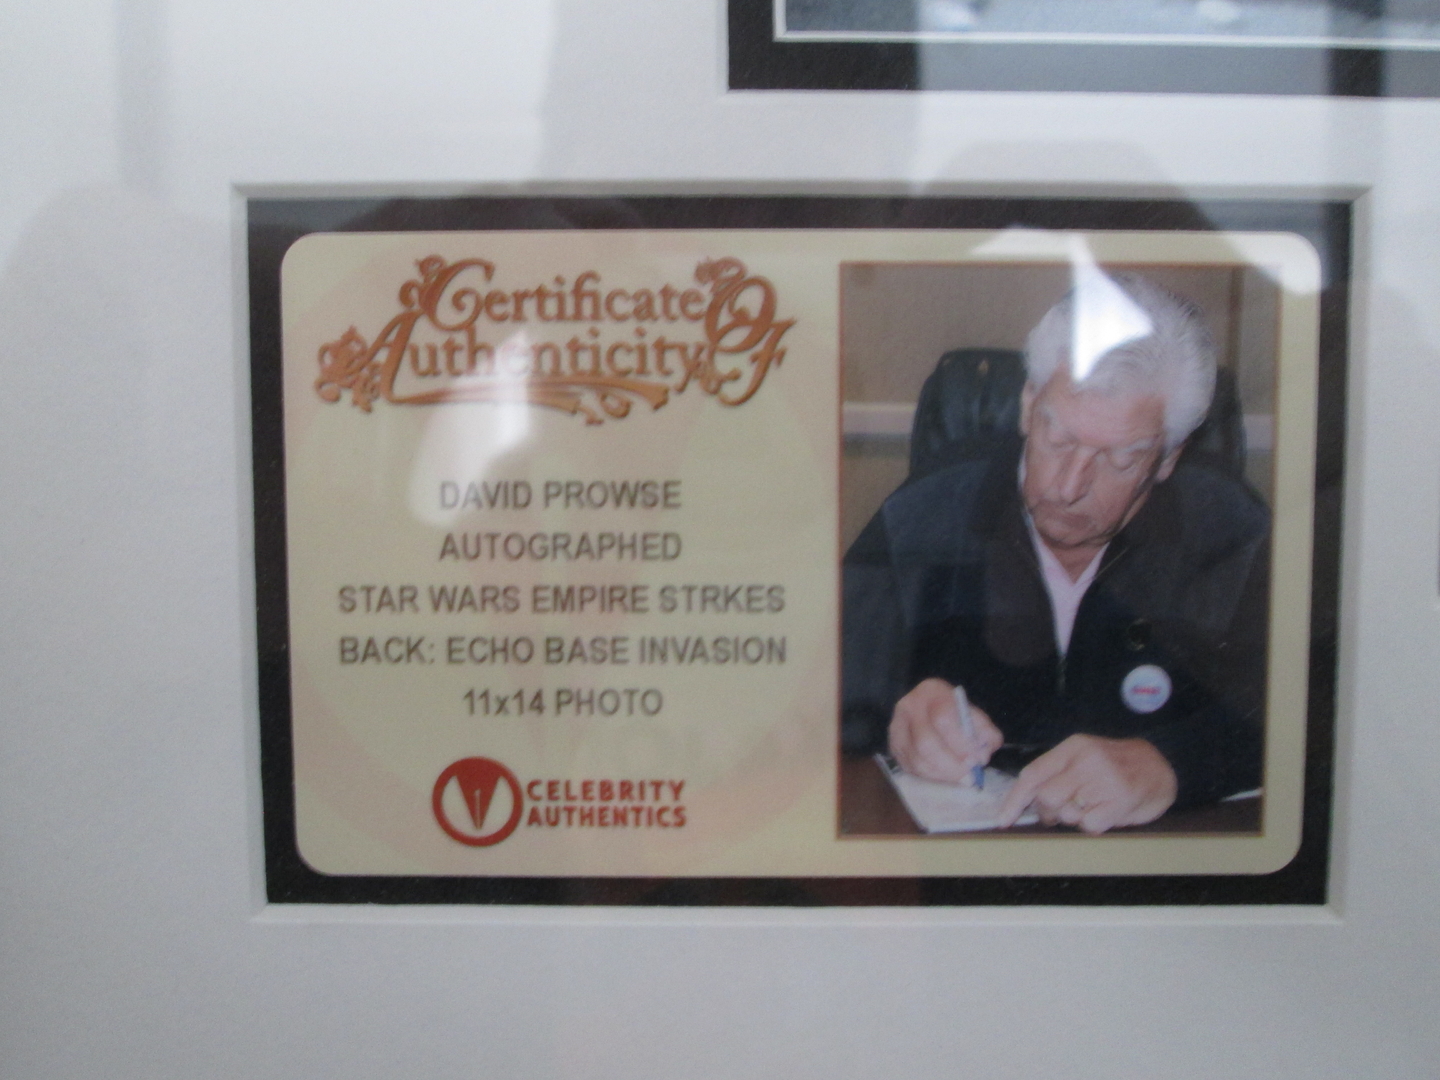 Certificate Of
Authenticity
DAVID PROWSE
AUTOGRAPHED
STAR WARS EMPIRE STRKES
BACK: ECHO BASE INVASION
11x14 PHOTO
CELEBRITY
AUTHENTICS